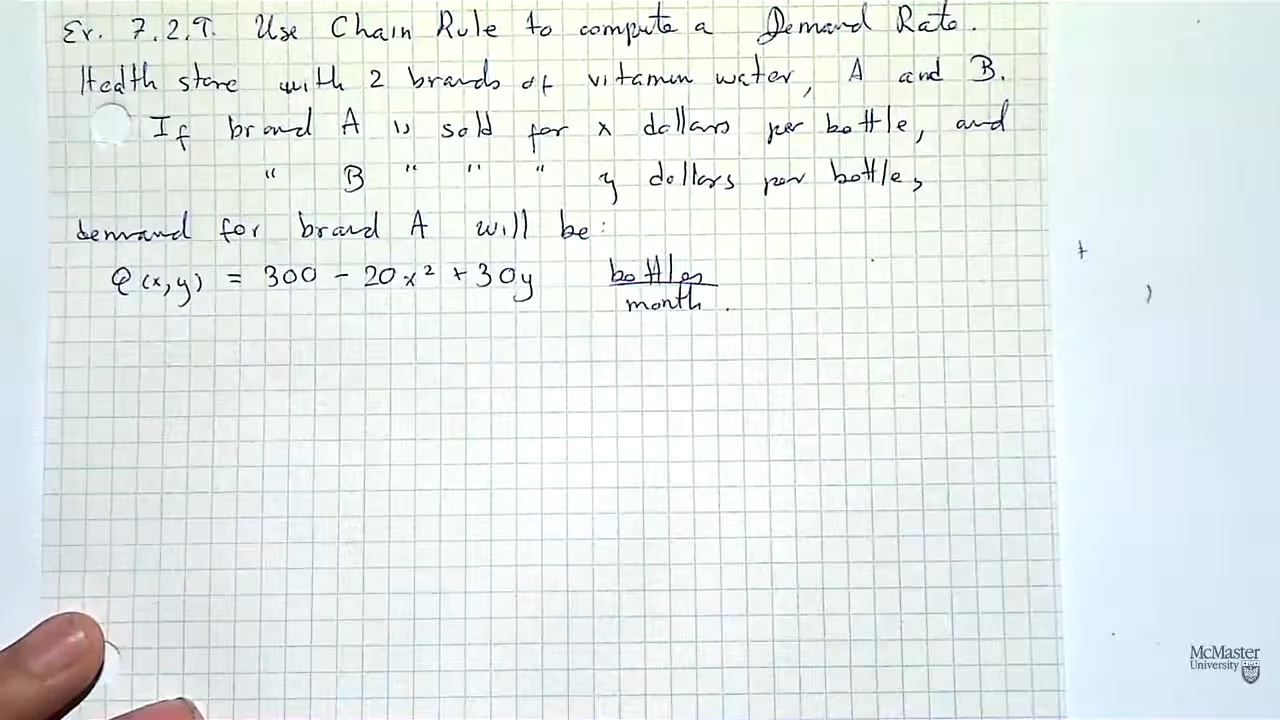 Ex. 7.2.9. Use Chain Rule to compute a Demand Rate.
Health store with 2 brands of vitamin water, A and B.
If brand A is sold for x dollars per bottle, and
" B " " " y dollars per bottle,
demand for brand A will be:
Q(x,y) = 300 - 20x² + 30y bottles
month.
McMaster
University